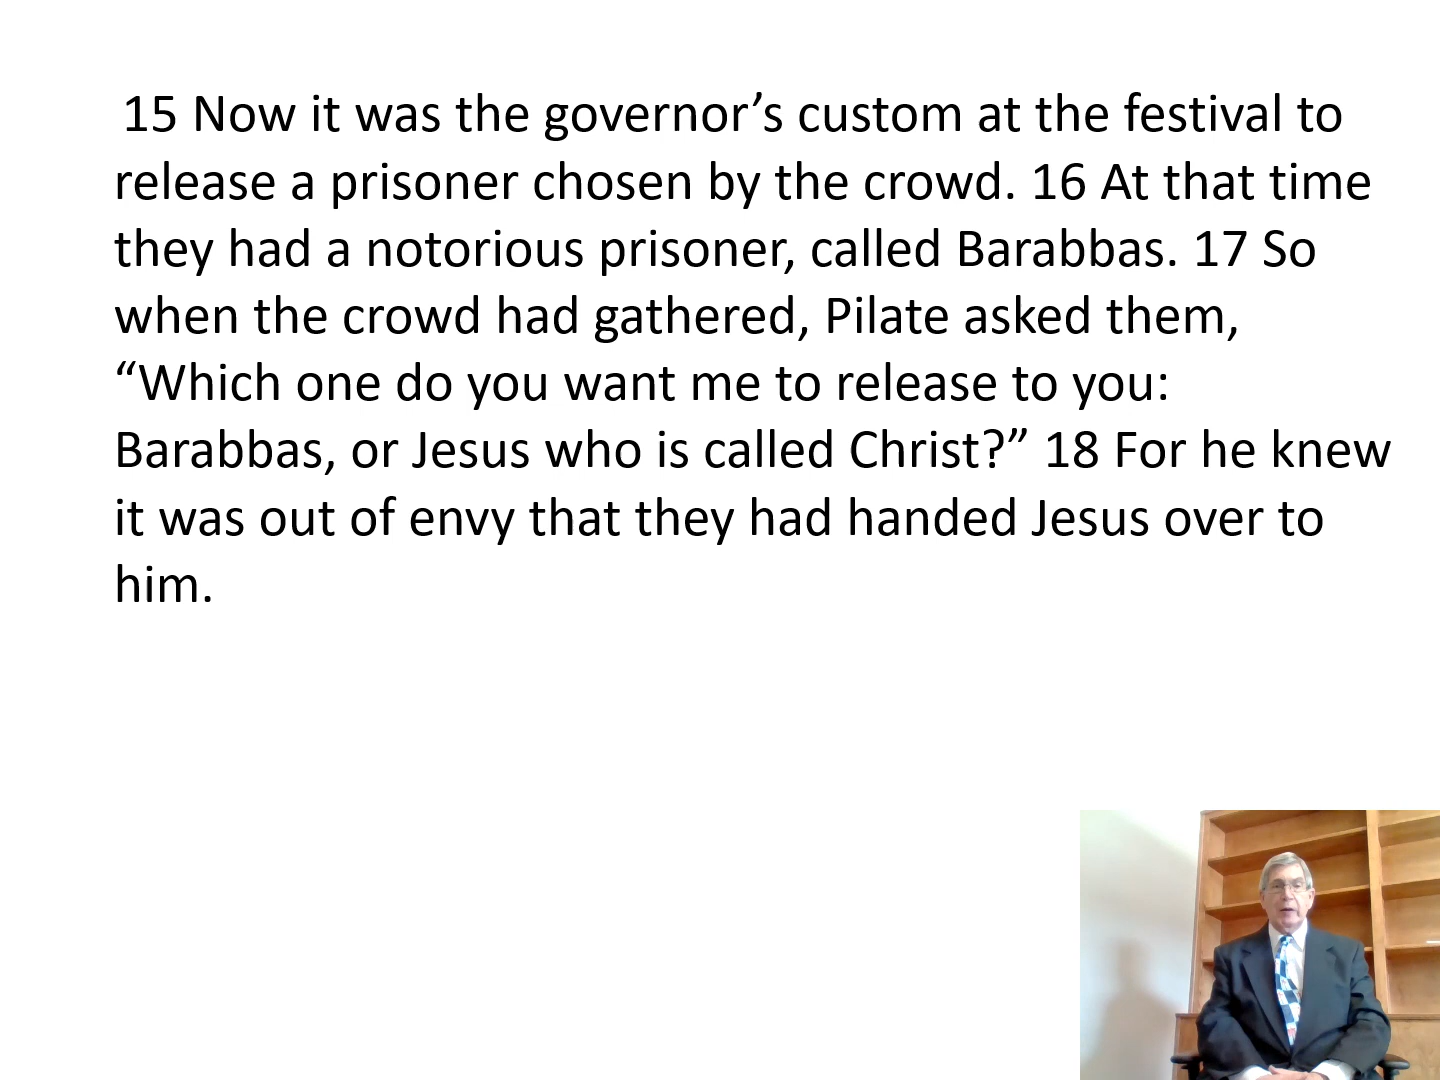 15 Now it was the governor’s custom at the festival to
release a prisoner chosen by the crowd. 16 At that time
they had a notorious prisoner, called Barabbas. 17 So
when the crowd had gathered, Pilate asked them,
“Which one do you want me to release to you:
Barabbas, or Jesus who is called Christ?” 18 For he knew
it was out of envy that they had handed Jesus over to
him.